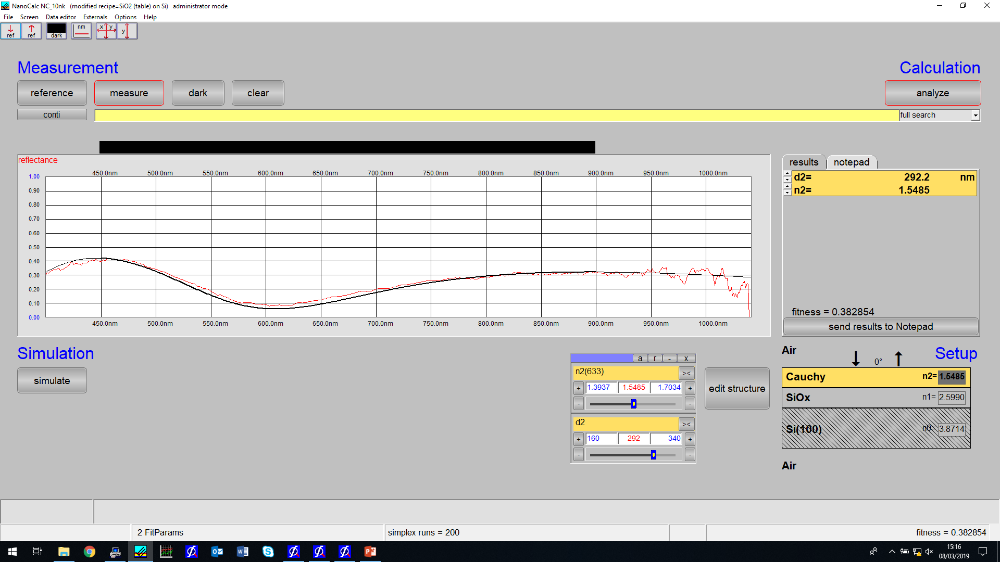 NanoCalc NC_10nk (modified recipe=SiO2 (table) on Si) administrator mode
File Screen Data editor Externals Options Help
ref ref dark nm x y y
Measurement
Calculation
reference measure dark clear
analyze
conti
full search
reflectance
450.0nm 500.0nm 550.0nm 600.0nm 650.0nm 700.0nm 750.0nm 800.0nm 850.0nm 900.0nm 950.0nm 1000.0nm
1.00
0.90
0.80
0.70
0.60
0.50
0.40
0.30
0.20
0.10
0.00
450.0nm 500.0nm 550.0nm 600.0nm 650.0nm 700.0nm 750.0nm 800.0nm 850.0nm 900.0nm 950.0nm 1000.0nm
results notepad
d2= 292.2 nm
n2= 1.5485
fitness = 0.382854
send results to Notepad
Simulation
simulate
a r - x
n2(633) ><
+ 1.3937 1.5485 1.7034 +
- -
d2 ><
+ 160 292 340 +
- -
edit structure
Air
0°
Setup
Cauchy n2= 1.5485
SiOx n1= 2.5990
Si(100) n0= 3.8714
Air
2 FitParams
simplex runs = 200
fitness = 0.382854
15:16
08/03/2019